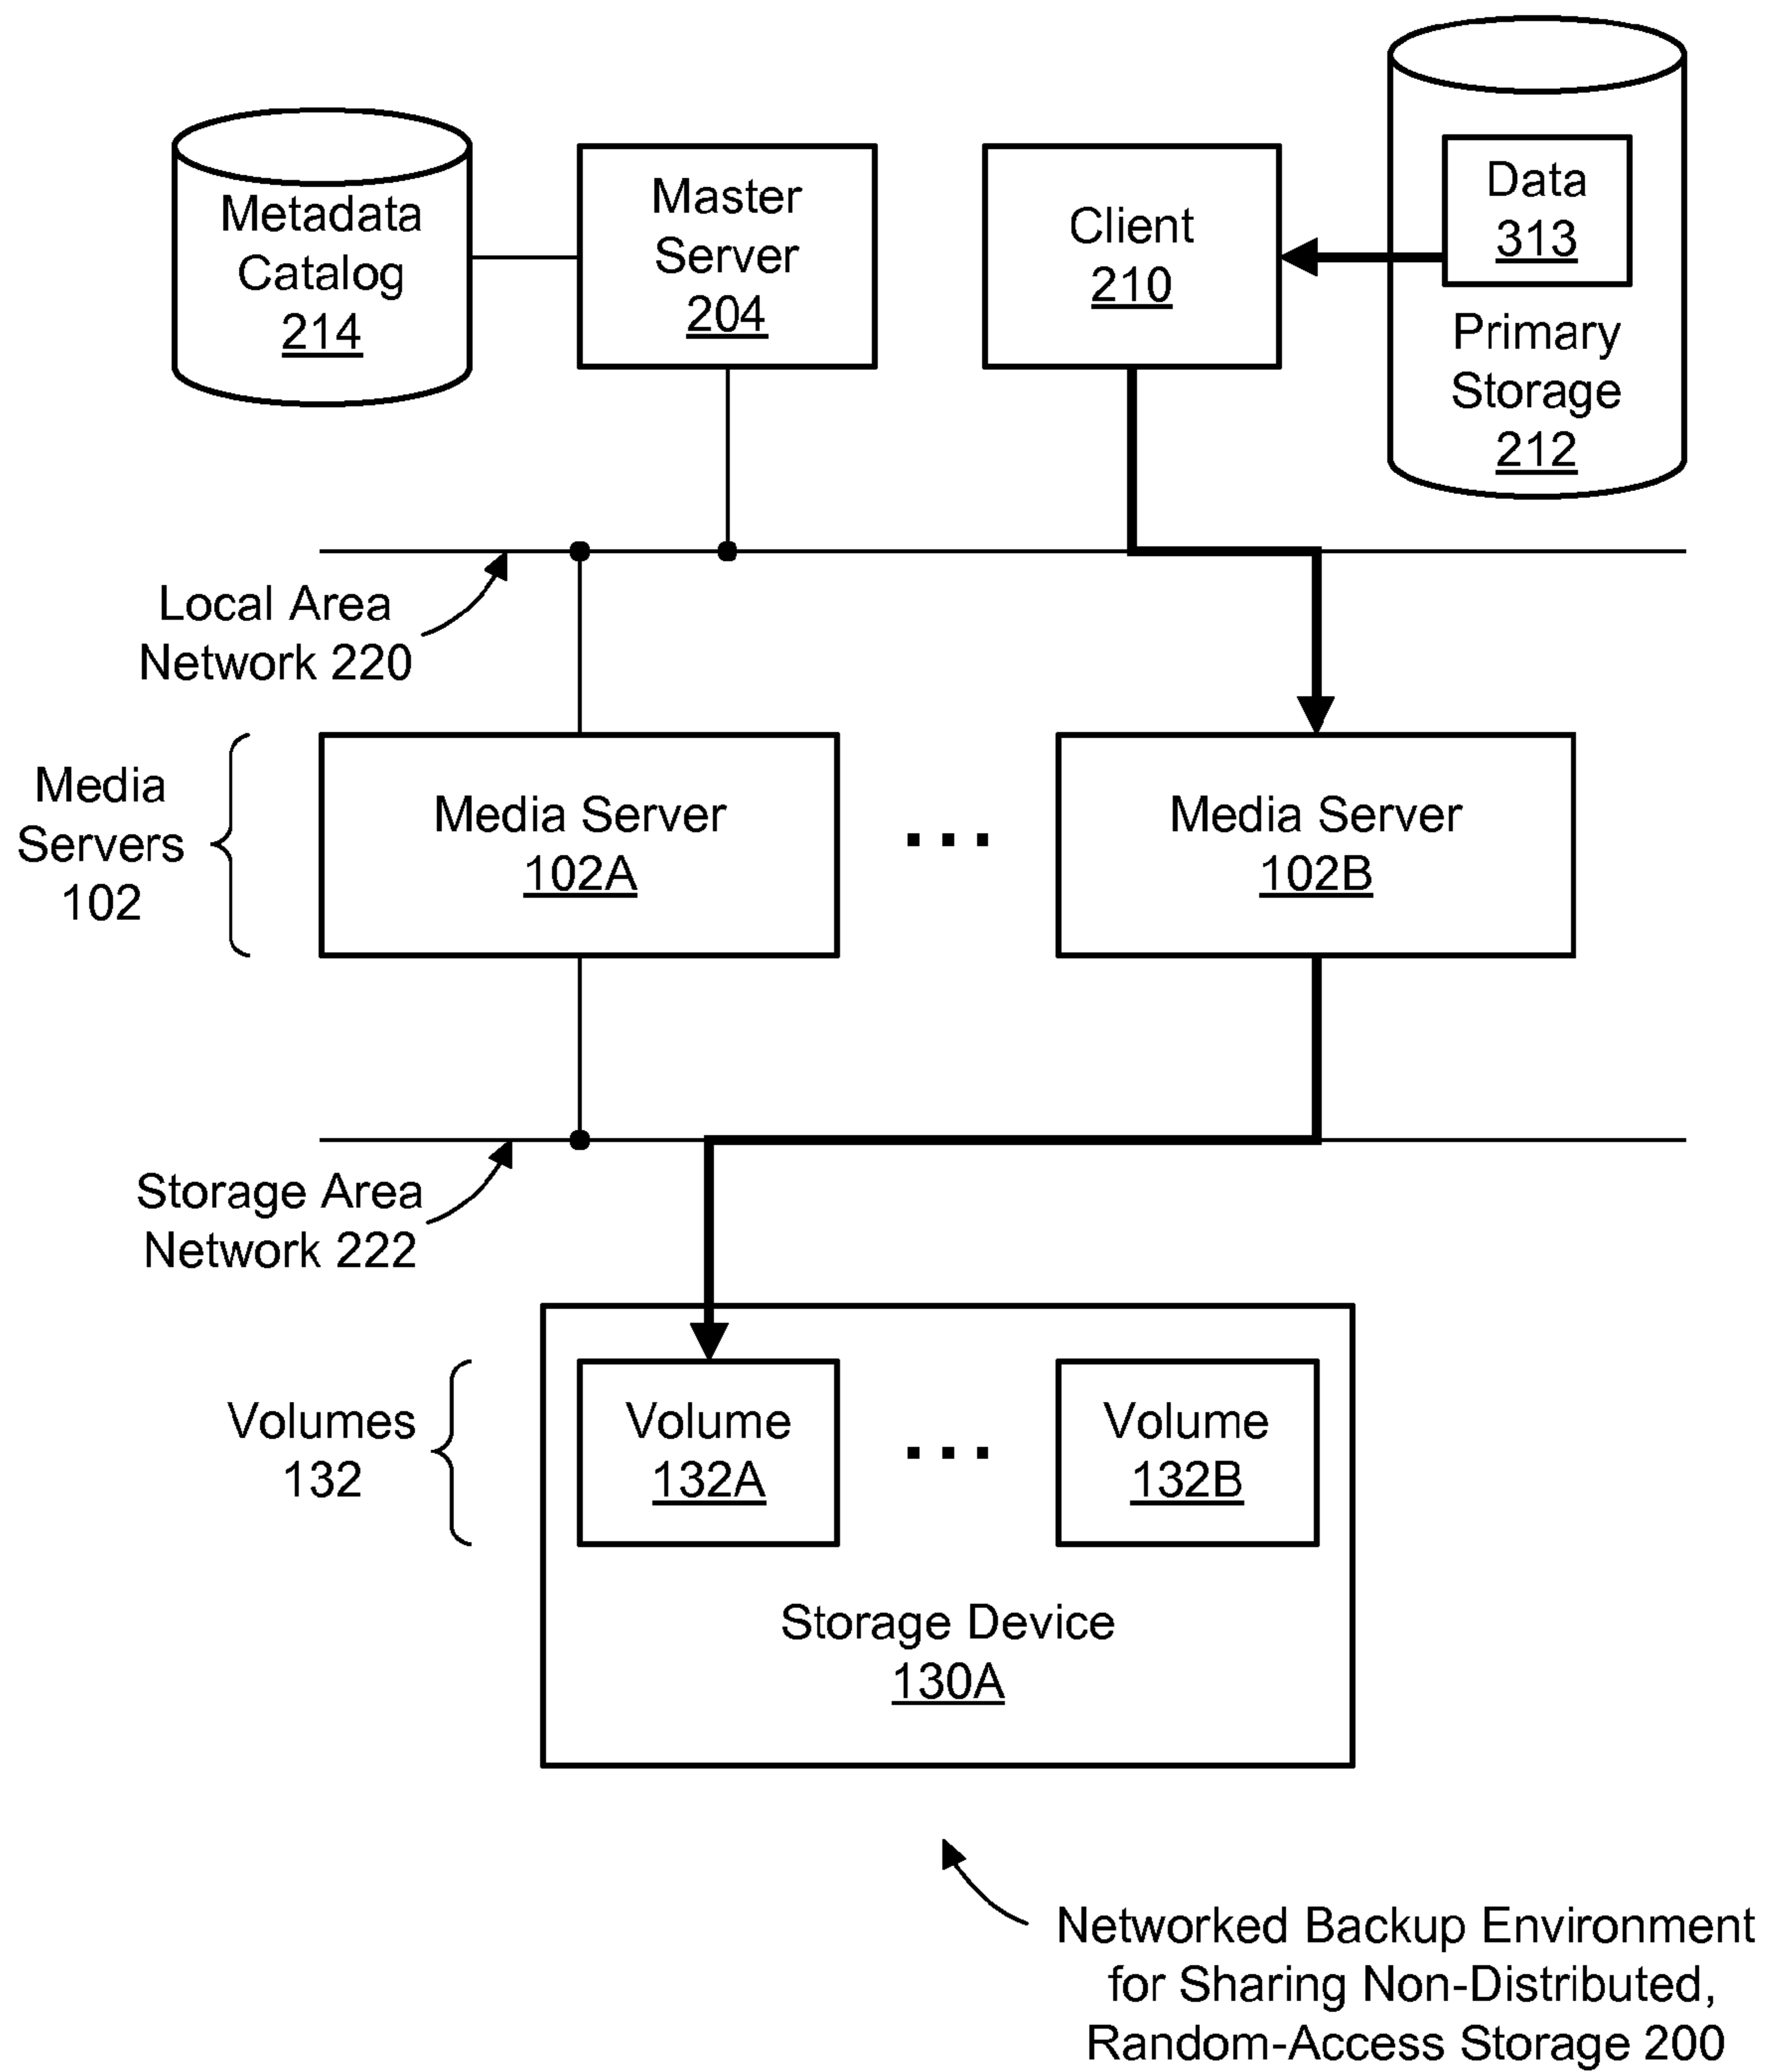 Metadata
Catalog
214
Master
Server
204
Client
210
Data
313
Primary
Storage
212
Local Area
Network 220
Media
Servers
102
Media Server
102A
...
Media Server
102B
Storage Area
Network 222
Volumes
132
Volume
132A
...
Volume
132B
Storage Device
130A
Networked Backup Environment
for Sharing Non-Distributed,
Random-Access Storage 200